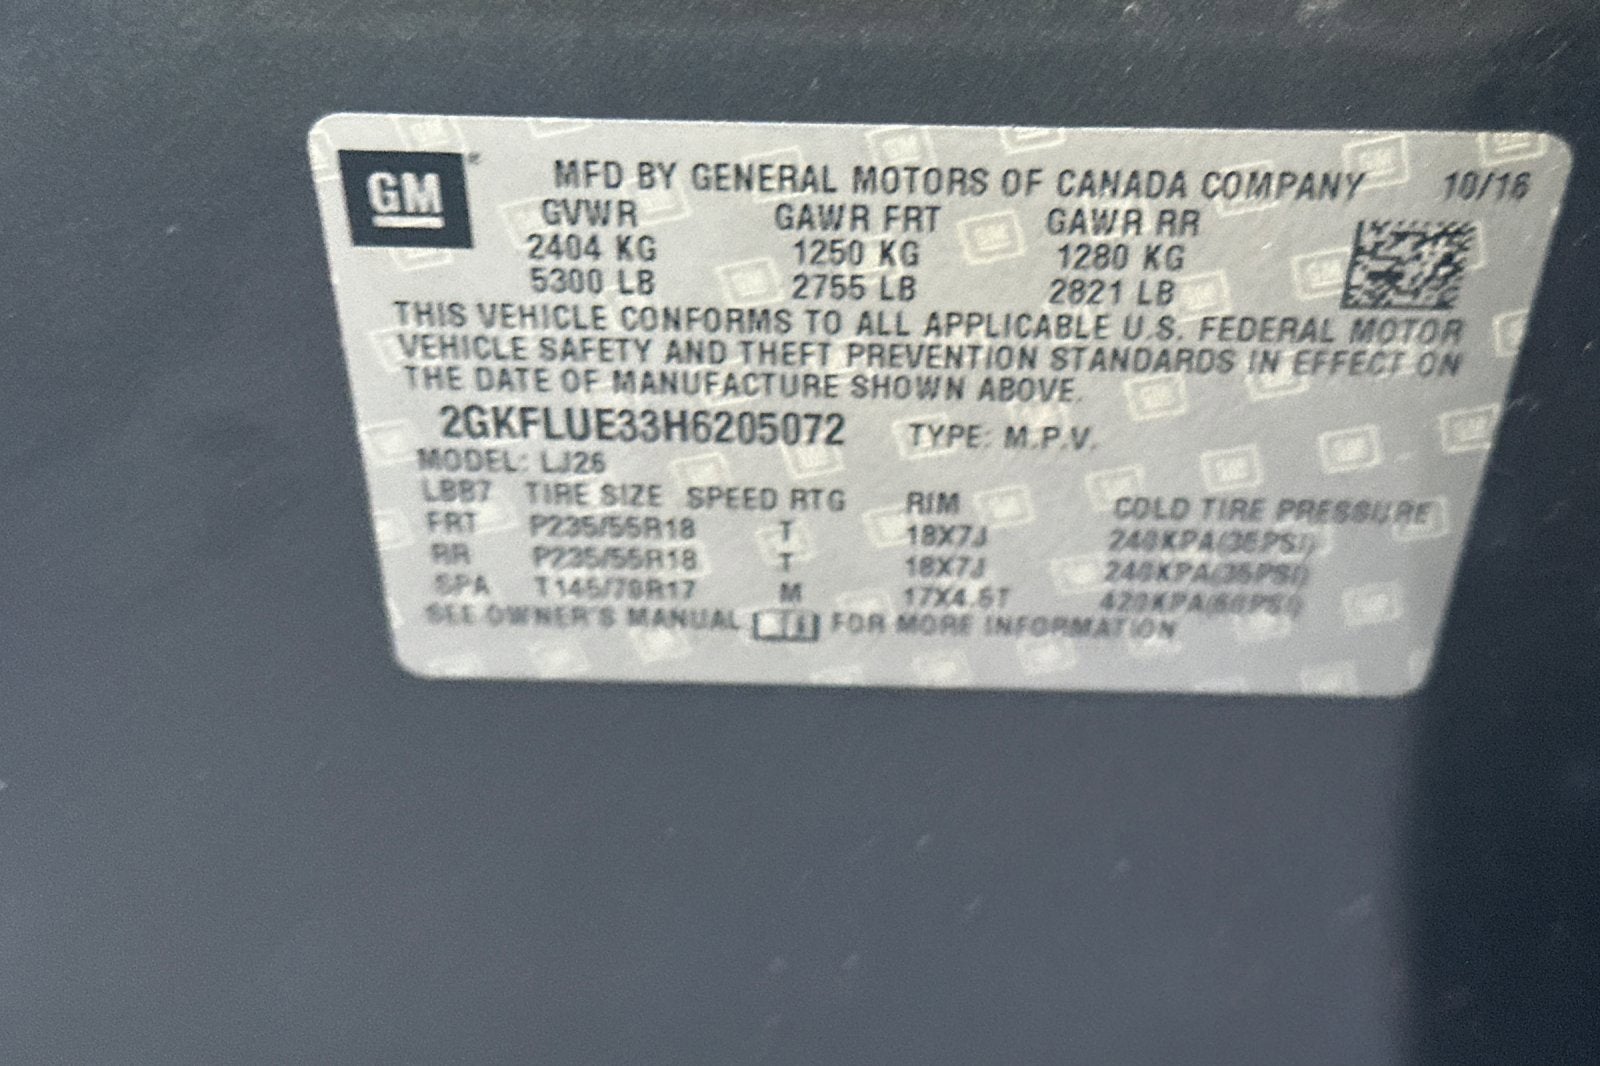 GM
MFD BY GENERAL MOTORS OF CANADA COMPANY 10/16
GVWR GAWR FRT GAWR RR
2404 KG 1250 KG 1280 KG
5300 LB 2755 LB 2821 LB
THIS VEHICLE CONFORMS TO ALL APPLICABLE U.S. FEDERAL MOTOR
VEHICLE SAFETY AND THEFT PREVENTION STANDARDS IN EFFECT ON
THE DATE OF MANUFACTURE SHOWN ABOVE.
2GKFLUE33H6205072 TYPE: M.P.V.
MODEL: LJ26
LBB7 TIRE SIZE SPEED RTG RIM COLD TIRE PRESSURE
FRT P235/55R18 T 18X7J 240KPA(35PSI)
RR P235/55R18 T 18X7J 240KPA(35PSI)
SPA T145/70R17 M 17X4.5T 420KPA(60PSI)
SEE OWNER'S MANUAL FOR MORE INFORMATION